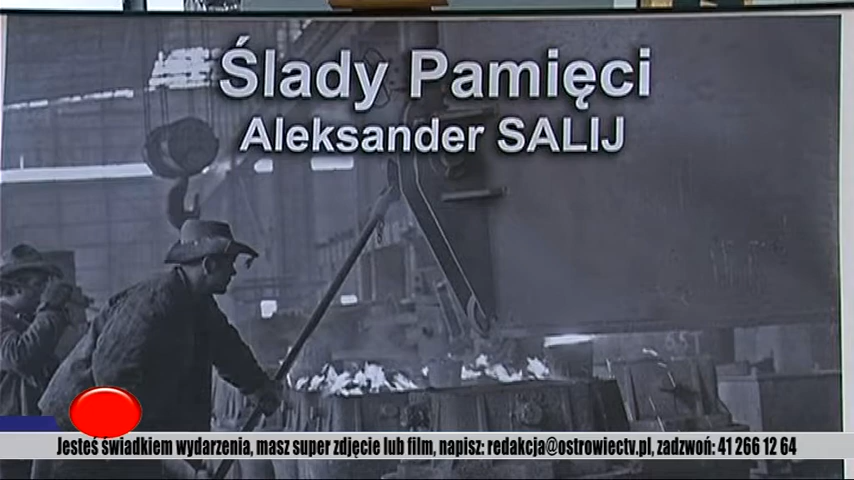 Ślady Pamięci
Aleksander SALIJ
Jesteś świadkiem wydarzenia, masz super zdjęcie lub film, napisz: redakcja@ostrowiectv.pl, zadzwoń: 41 266 12 64